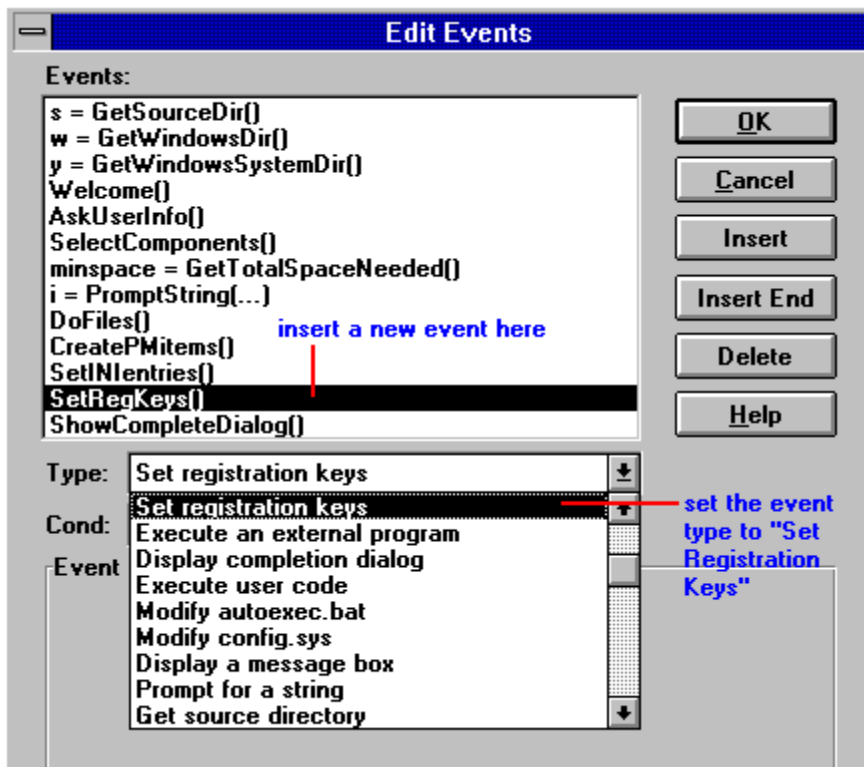 Edit Events
Events:
s = GetSourceDir()
w = GetWindowsDir()
y = GetWindowsSystemDir()
Welcome()
AskUserInfo()
SelectComponents()
minspace = GetTotalSpaceNeeded()
i = PromptString(...)
DoFiles()
CreatePMitems()
SetINIentries()
SetRegKeys()
ShowCompleteDialog()
insert a new event here
OK
Cancel
Insert
Insert End
Delete
Help
Type:
Set registration keys
Cond:
Event
Set registration keys
Execute an external program
Display completion dialog
Execute user code
Modify autoexec.bat
Modify config.sys
Display a message box
Prompt for a string
Get source directory
set the event
type to "Set
Registration
Keys"